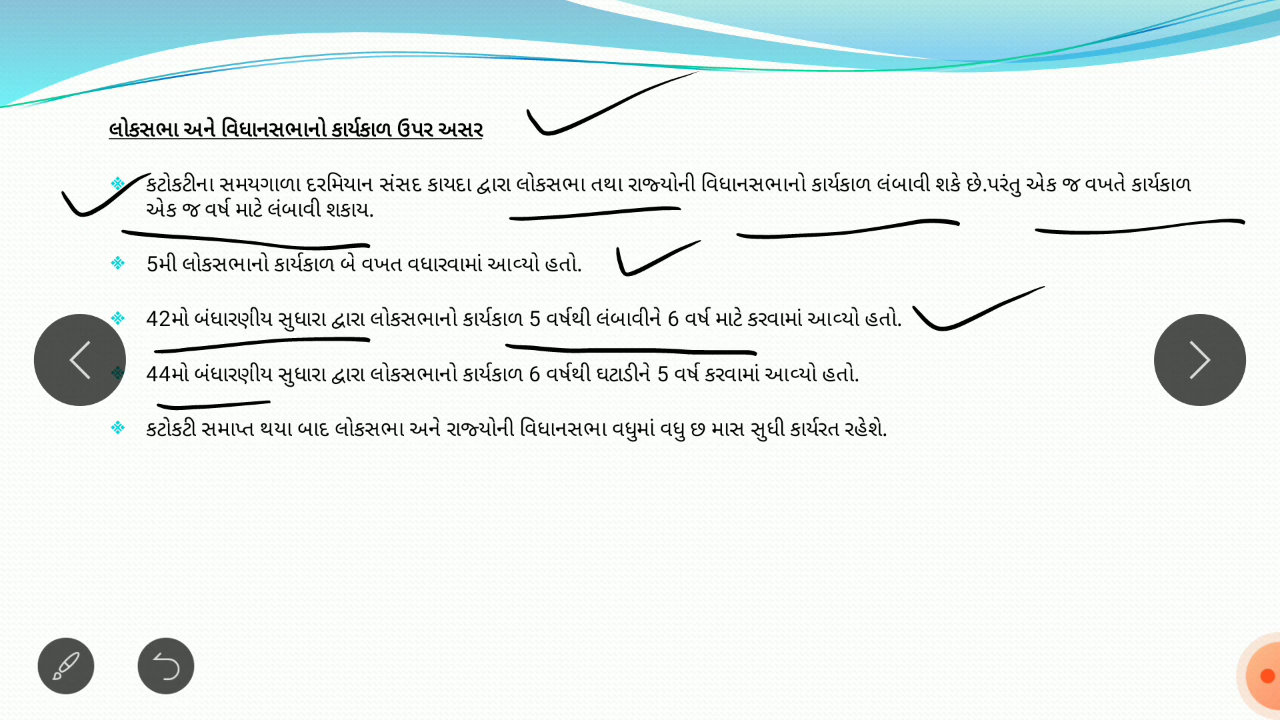 લોકસભા અને વિધાનસભાનો કાર્યકાળ ઉપર અસર
કટોકટીના સમયગાળા દરમિયાન સંસદ કાયદા દ્વારા લોકસભા તથા રાજ્યોની વિધાનસભાનો કાર્યકાળ લંબાવી શકે છે.પરંતુ એક જ વખતે કાર્યકાળ
એક જ વર્ષ માટે લંબાવી શકાય.
5મી લોકસભાનો કાર્યકાળ બે વખત વધારવામાં આવ્યો હતો.
42મો બંધારણીય સુધારા દ્વારા લોકસભાનો કાર્યકાળ 5 વર્ષથી લંબાવીને 6 વર્ષ માટે કરવામાં આવ્યો હતો.
44મો બંધારણીય સુધારા દ્વારા લોકસભાનો કાર્યકાળ 6 વર્ષથી ઘટાડીને 5 વર્ષ કરવામાં આવ્યો હતો.
કટોકટી સમાપ્ત થયા બાદ લોકસભા અને રાજ્યોની વિધાનસભા વધુમાં વધુ છ માસ સુધી કાર્યરત રહેશે.